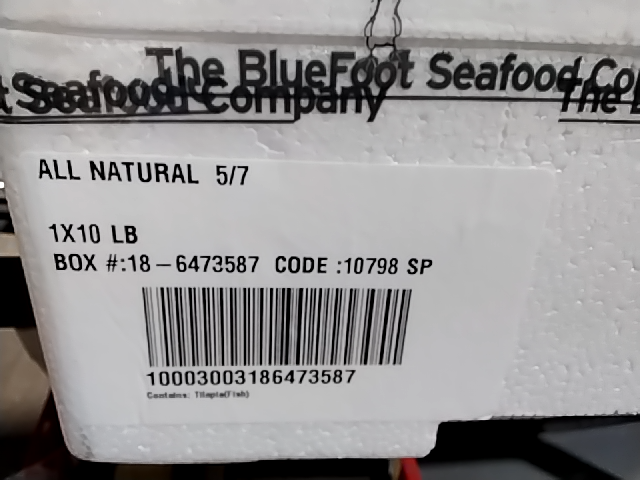 The BlueFoot Seafood Co
Seafood Company
The
ALL NATURAL 5/7
1X10 LB
BOX #:18-6473587 CODE :10798 SP
10003003186473587
Contains: Tilapia(Fish)